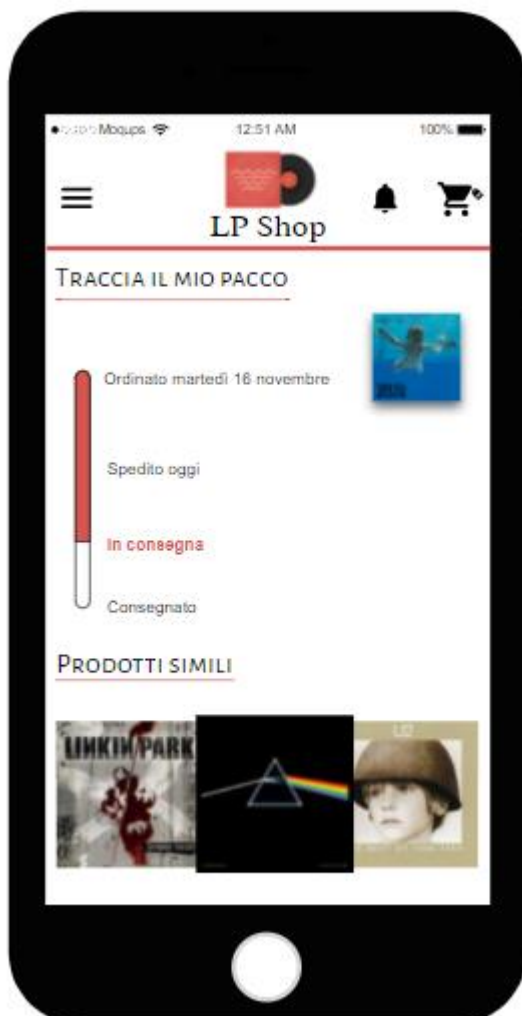 Moqups 12:51 AM 100%
LP Shop
Traccia il mio pacco
Ordinato martedì 16 novembre
Spedito oggi
In consegna
Consegnato
Prodotti simili
LINKIN PARK
U2